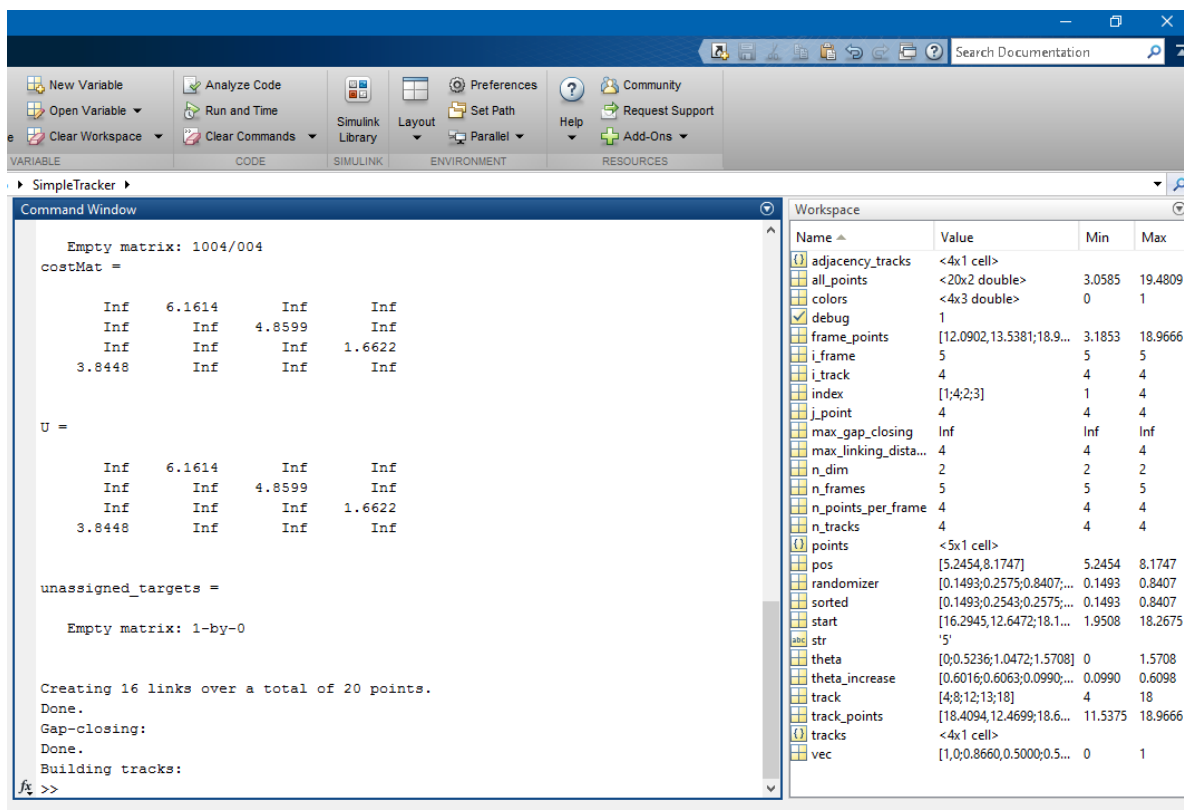 Search Documentation
New Variable
Analyze Code
Preferences
Community
Open Variable
Run and Time
Set Path
Request Support
Simulink Library
Layout
Help
e
Clear Workspace
Clear Commands
Parallel
Add-Ons
VARIABLE
CODE
SIMULINK
ENVIRONMENT
RESOURCES
SimpleTracker
Command Window
Empty matrix: 1004/004
costMat =
Inf 6.1614 Inf Inf
Inf Inf 4.8599 Inf
Inf Inf Inf 1.6622
3.8448 Inf Inf Inf
U =
Inf 6.1614 Inf Inf
Inf Inf 4.8599 Inf
Inf Inf Inf 1.6622
3.8448 Inf Inf Inf
unassigned_targets =
Empty matrix: 1-by-0
Creating 16 links over a total of 20 points.
Done.
Gap-closing:
Done.
Building tracks:
fx >>
Workspace
Name Value Min Max
{} adjacency_tracks <4x1 cell>
all_points <20x2 double> 3.0585 19.4809
colors <4x3 double> 0 1
debug 1
frame_points [12.0902,13.5381;18.9... 3.1853 18.9666
i_frame 5 5 5
i_track 4 4 4
index [1;4;2;3] 1 4
j_point 4 4 4
max_gap_closing Inf Inf Inf
max_linking_dista... 4 4 4
n_dim 2 2 2
n_frames 5 5 5
n_points_per_frame 4 4 4
n_tracks 4 4 4
{} points <5x1 cell>
pos [5.2454,8.1747] 5.2454 8.1747
randomizer [0.1493;0.2575;0.8407;... 0.1493 0.8407
sorted [0.1493;0.2543;0.2575;... 0.1493 0.8407
start [16.2945,12.6472;18.1... 1.9508 18.2675
abc str '5'
theta [0;0.5236;1.0472;1.5708] 0 1.5708
theta_increase [0.6016;0.6063;0.0990;... 0.0990 0.6098
track [4;8;12;13;18] 4 18
track_points [18.4094,12.4699;18.6... 11.5375 18.9666
{} tracks <4x1 cell>
vec [1,0;0.8660,0.5000;0.5... 0 1